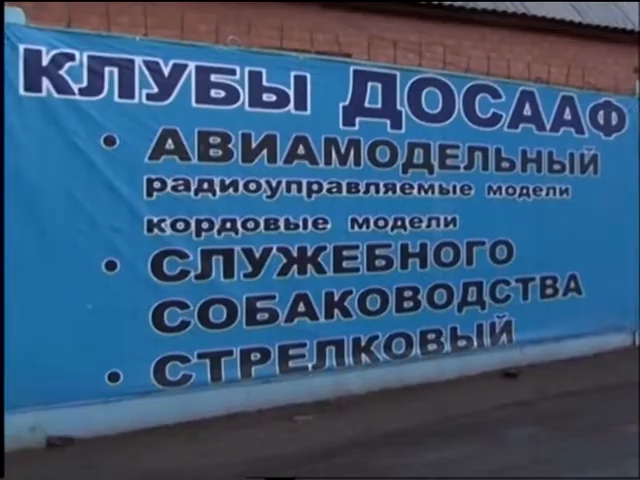 КЛУБЫ ДОСААФ
• АВИАМОДЕЛЬНЫЙ
радиоуправляемые модели
кордовые модели
• СЛУЖЕБНОГО
СОБАКОВОДСТВА
• СТРЕЛКОВЫЙ